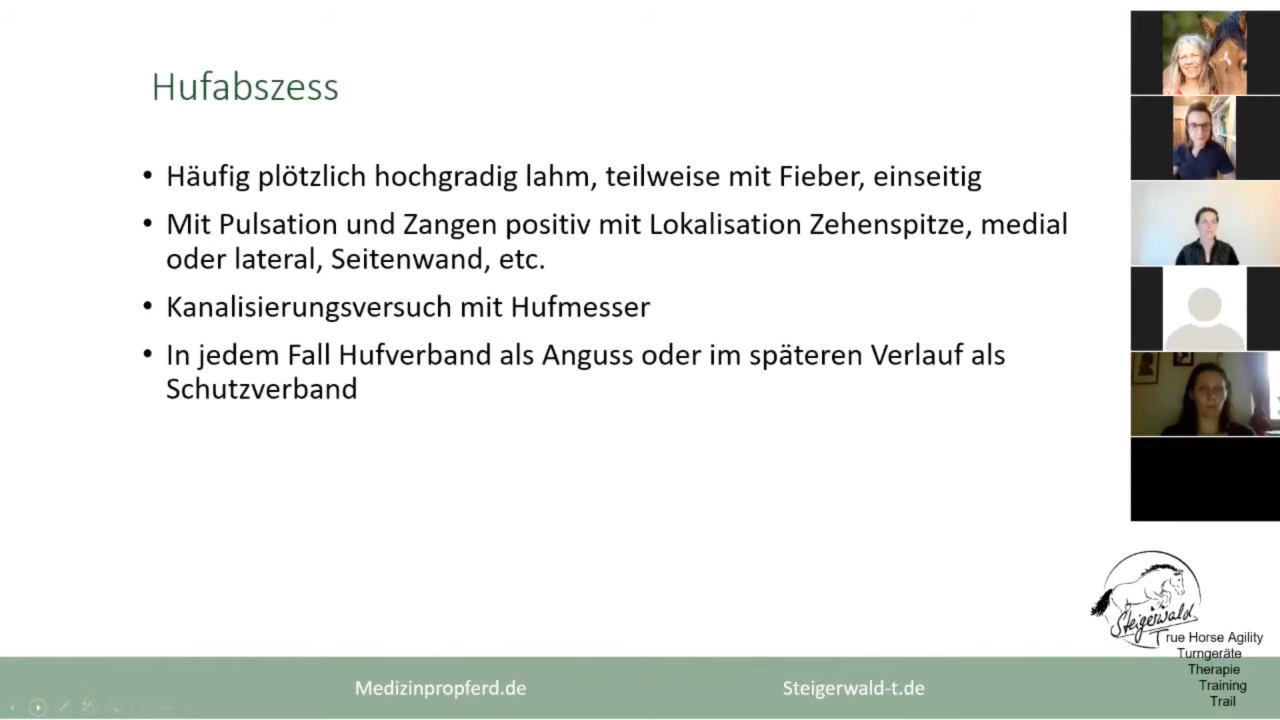 Hufabszess
• Häufig plötzlich hochgradig lahm, teilweise mit Fieber, einseitig
• Mit Pulsation und Zangen positiv mit Lokalisation Zehenspitze, medial
oder lateral, Seitenwand, etc.
• Kanalisierungsversuch mit Hufmesser
• In jedem Fall Hufverband als Anguss oder im späteren Verlauf als
Schutzverband
Steigerwald
True Horse Agility
Turngeräte
Therapie
Training
Trail
Medizinpropferd.de
Steigerwald-t.de